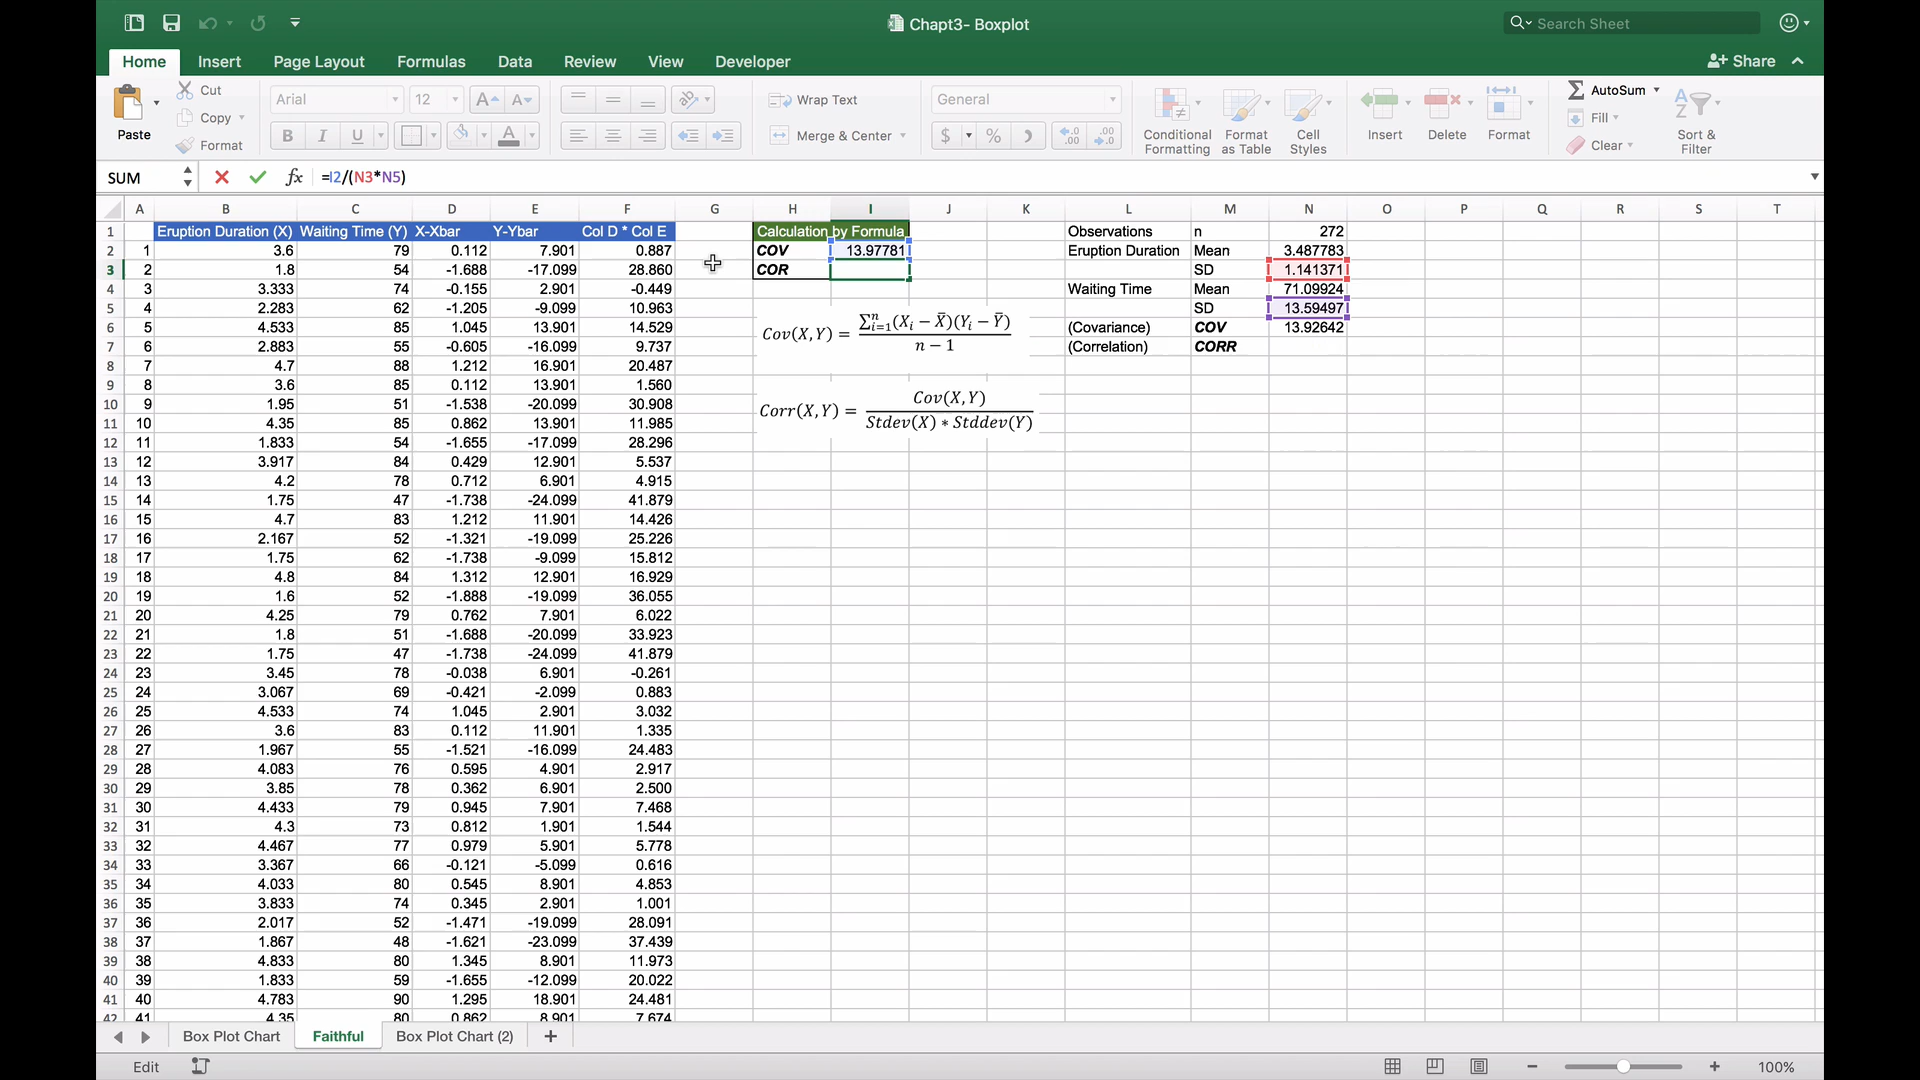 Chapt3- Boxplot
Search Sheet
Home Insert Page Layout Formulas Data Review View Developer
Share
Paste
Cut
Copy
Format
Arial 12
B I U A
Wrap Text
Merge & Center
General
$ % )
Conditional Formatting
Format as Table
Cell Styles
Insert Delete Format
AutoSum
Fill
Clear
Sort & Filter
SUM fx =I2/(N3*N5)
A B C D E F G H I J K L M N O P Q R S T
1 Eruption Duration (X) Waiting Time (Y) X-Xbar Y-Ybar Col D * Col E Calculation by Formula Observations n 272
2 1 3.6 79 0.112 7.901 0.887 COV 13.97781 Eruption Duration Mean 3.487783
3 2 1.8 54 -1.688 -17.099 28.860 COR SD 1.141371
4 3 3.333 74 -0.155 2.901 -0.449 Waiting Time Mean 71.09924
5 4 2.283 62 -1.205 -9.099 10.963 SD 13.59497
6 5 4.533 85 1.045 13.901 14.529 (Covariance) COV 13.92642
7 6 2.883 55 -0.605 -16.099 9.737 (Correlation) CORR
Cov(X,Y) = ∑ⁿᵢ₌₁(Xᵢ − X̄)(Yᵢ − Ȳ) / n − 1
8 7 4.7 88 1.212 16.901 20.487
9 8 3.6 85 0.112 13.901 1.560
10 9 1.95 51 -1.538 -20.099 30.908
11 10 4.35 85 0.862 13.901 11.985
Corr(X,Y) = Cov(X,Y) / Stdev(X) * Stddev(Y)
12 11 1.833 54 -1.655 -17.099 28.296
13 12 3.917 84 0.429 12.901 5.537
14 13 4.2 78 0.712 6.901 4.915
15 14 1.75 47 -1.738 -24.099 41.879
16 15 4.7 83 1.212 11.901 14.426
17 16 2.167 52 -1.321 -19.099 25.226
18 17 1.75 62 -1.738 -9.099 15.812
19 18 4.8 84 1.312 12.901 16.929
20 19 1.6 52 -1.888 -19.099 36.055
21 20 4.25 79 0.762 7.901 6.022
22 21 1.8 51 -1.688 -20.099 33.923
23 22 1.75 47 -1.738 -24.099 41.879
24 23 3.45 78 -0.038 6.901 -0.261
25 24 3.067 69 -0.421 -2.099 0.883
26 25 4.533 74 1.045 2.901 3.032
27 26 3.6 83 0.112 11.901 1.335
28 27 1.967 55 -1.521 -16.099 24.483
29 28 4.083 76 0.595 4.901 2.917
30 29 3.85 78 0.362 6.901 2.500
31 30 4.433 79 0.945 7.901 7.468
32 31 4.3 73 0.812 1.901 1.544
33 32 4.467 77 0.979 5.901 5.778
34 33 3.367 66 -0.121 -5.099 0.616
35 34 4.033 80 0.545 8.901 4.853
36 35 3.833 74 0.345 2.901 1.001
37 36 2.017 52 -1.471 -19.099 28.091
38 37 1.867 48 -1.621 -23.099 37.439
39 38 4.833 80 1.345 8.901 11.973
40 39 1.833 59 -1.655 -12.099 20.022
41 40 4.783 90 1.295 18.901 24.481
42 41 4.35 80 0.862 8.901 7.674
Box Plot Chart Faithful Box Plot Chart (2) +
Edit 100%